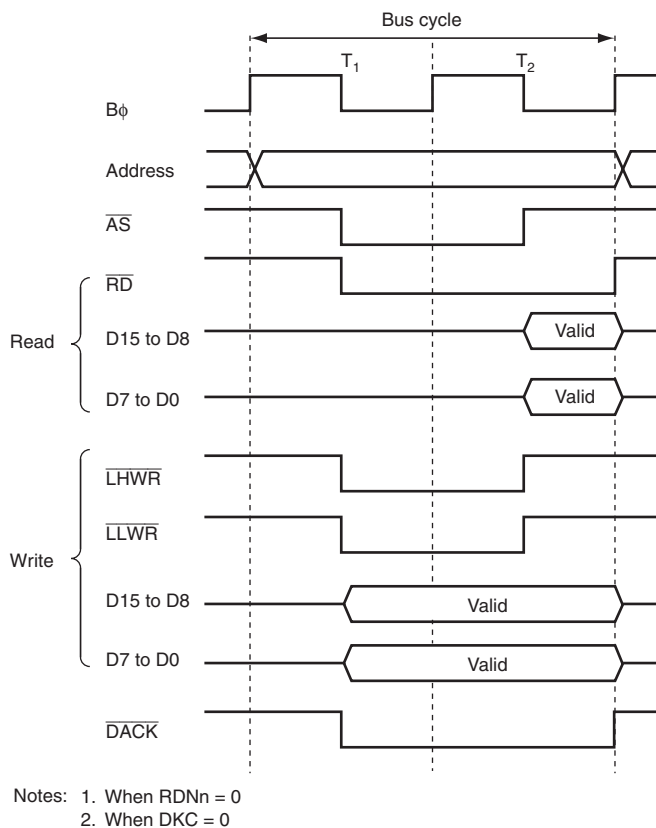 Bus cycle
T1 T2
Bϕ
Address
AS
RD
Read
D15 to D8 Valid
D7 to D0 Valid
LHWR
LLWR
Write
D15 to D8 Valid
D7 to D0 Valid
DACK
Notes: 1. When RDNn = 0
2. When DKC = 0